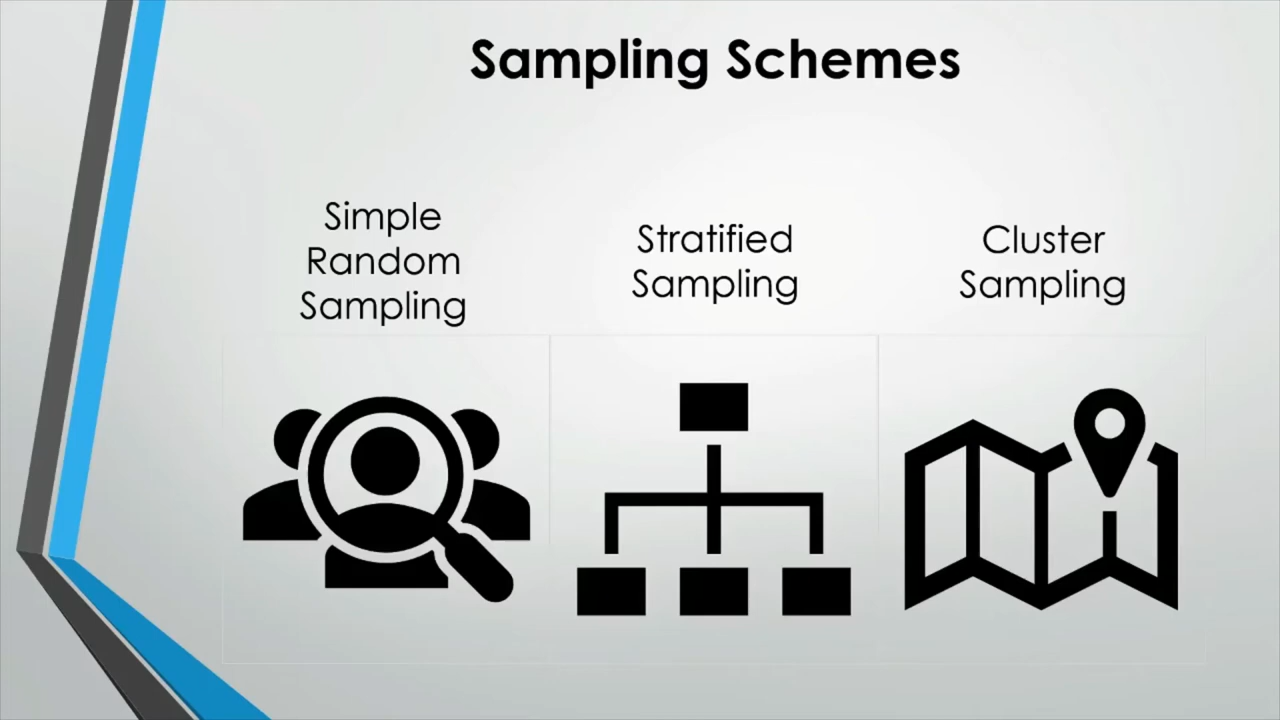 Sampling Schemes
Simple
Random
Sampling
Stratified
Sampling
Cluster
Sampling